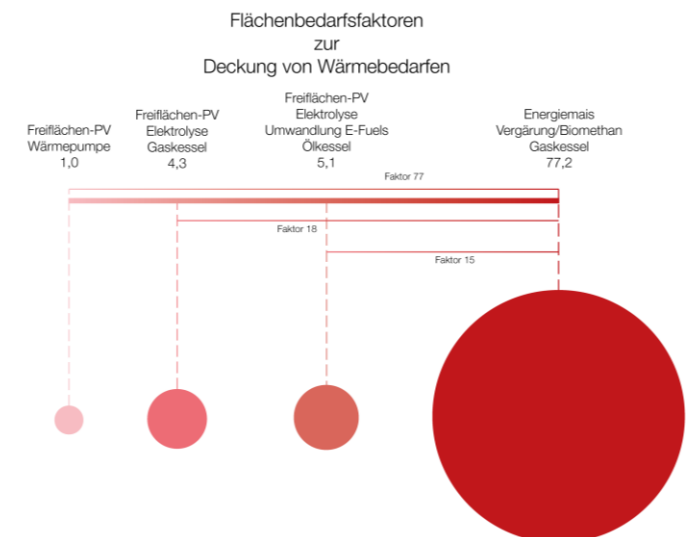 Flächenbedarfsfaktoren
zur
Deckung von Wärmebedarfen
Freiflächen-PV
Wärmepumpe
1,0
Freiflächen-PV
Elektrolyse
Gaskessel
4,3
Freiflächen-PV
Elektrolyse
Umwandlung E-Fuels
Ölkessel
5,1
Energiemais
Vergärung/Biomethan
Gaskessel
77,2
Faktor 77
Faktor 18
Faktor 15